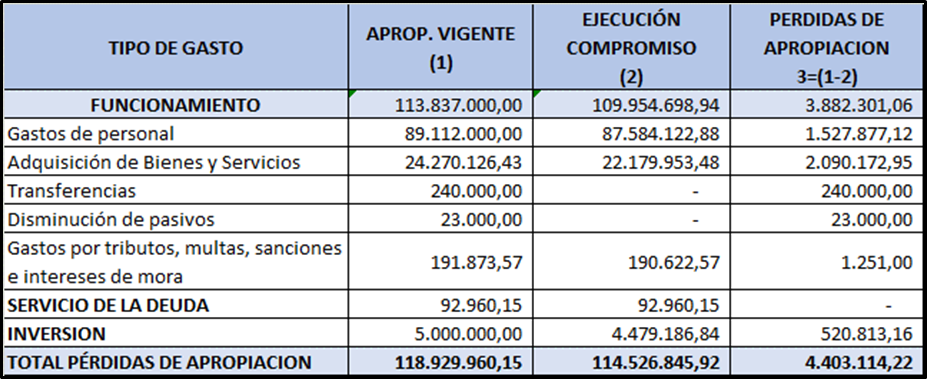 TIPO DE GASTO APROP. VIGENTE (1) EJECUCIÓN COMPROMISO (2) PERDIDAS DE APROPIACION 3=(1-2)
FUNCIONAMIENTO 113.837.000,00 109.954.698,94 3.882.301,06
Gastos de personal 89.112.000,00 87.584.122,88 1.527.877,12
Adquisición de Bienes y Servicios 24.270.126,43 22.179.953,48 2.090.172,95
Transferencias 240.000,00 - 240.000,00
Disminución de pasivos 23.000,00 - 23.000,00
Gastos por tributos, multas, sanciones
e intereses de mora 191.873,57 190.622,57 1.251,00
SERVICIO DE LA DEUDA 92.960,15 92.960,15 -
INVERSION 5.000.000,00 4.479.186,84 520.813,16
TOTAL PÉRDIDAS DE APROPIACION 118.929.960,15 114.526.845,92 4.403.114,22